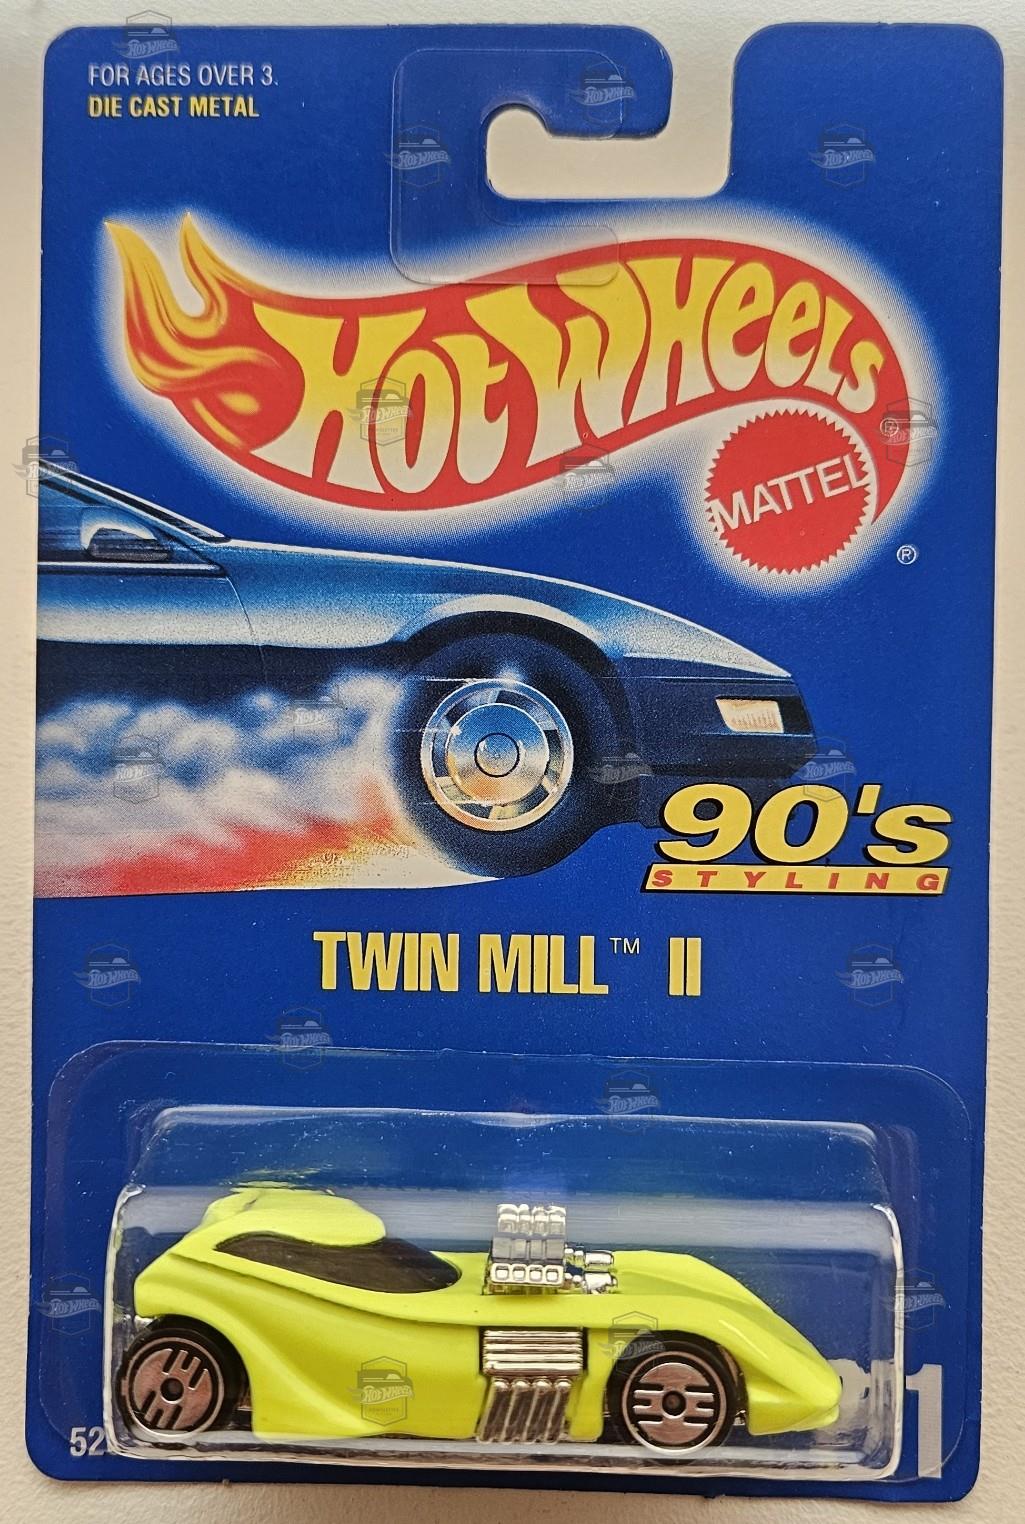 FOR AGES OVER 3.
DIE CAST METAL
HOT WHEELS ®
MATTEL
®
90's
STYLING
TWIN MILL™ II